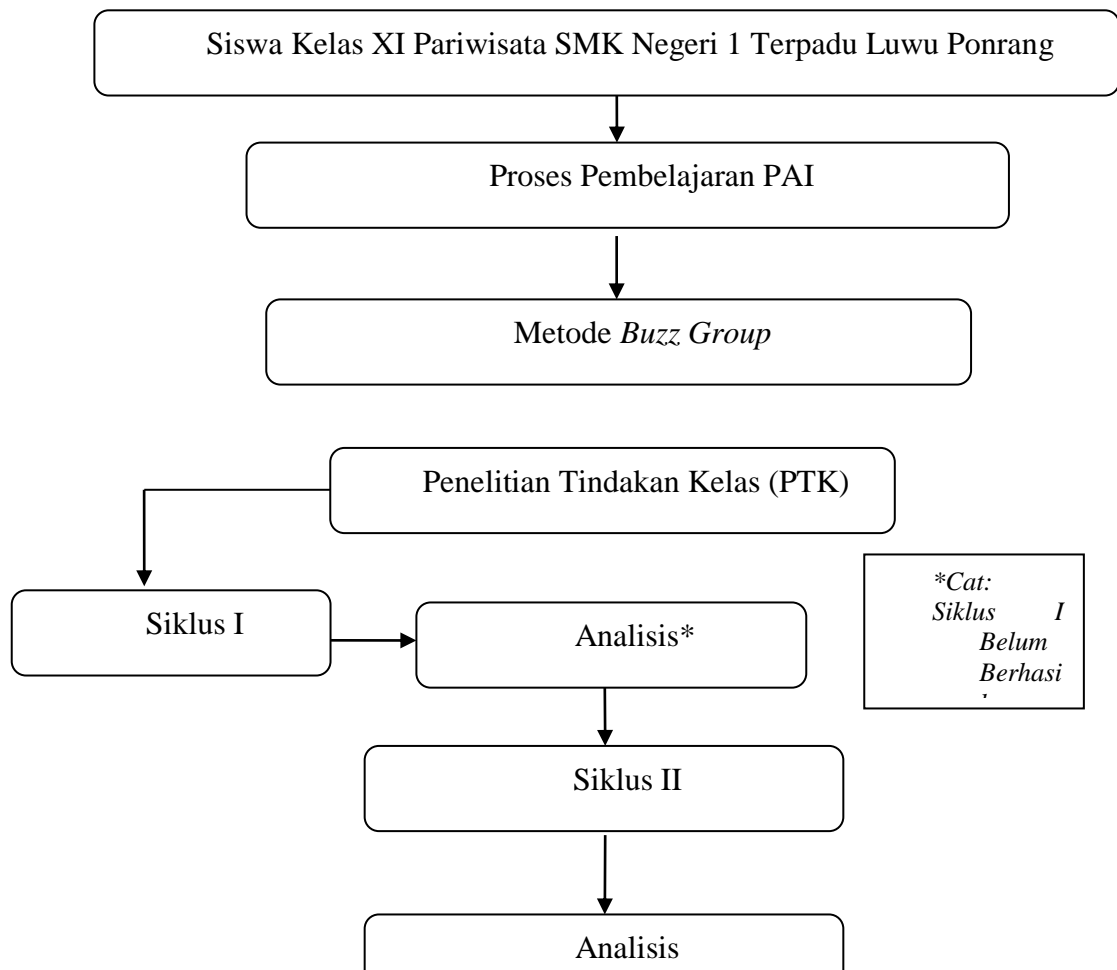 Siswa Kelas XI Pariwisata SMK Negeri 1 Terpadu Luwu Ponrang
Proses Pembelajaran PAI
Metode Buzz Group
Penelitian Tindakan Kelas (PTK)
*Cat:
Siklus I
Belum
Berhasi
Siklus I
Analisis*
Siklus II
Analisis